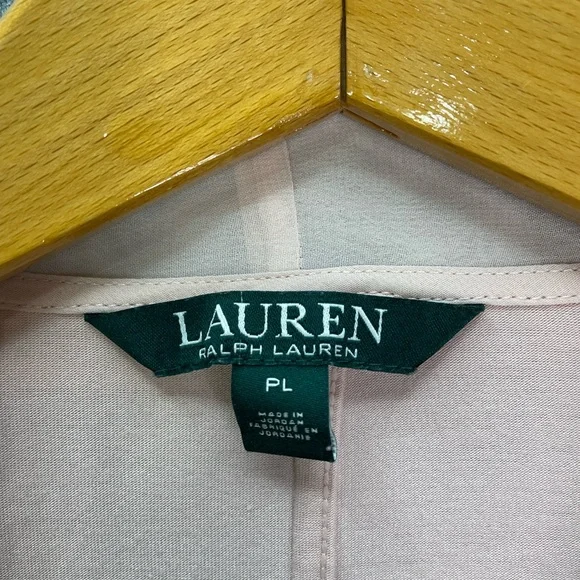 LAUREN
RALPH LAUREN
PL
MADE IN
JORDAN
FABRIQUÉ EN
JORDANIE